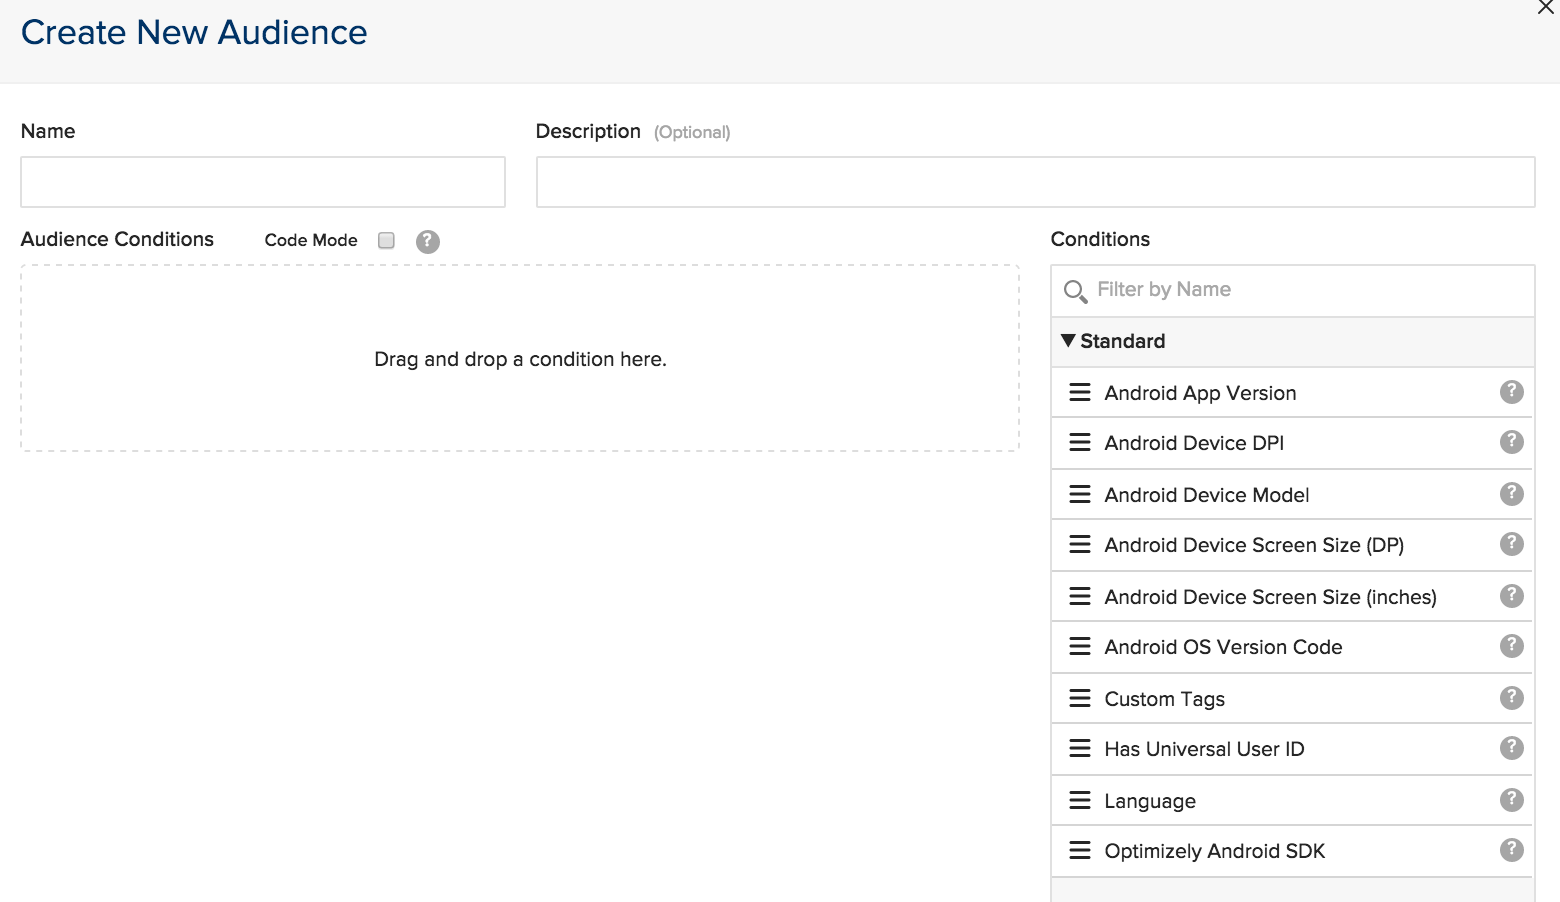 Create New Audience
Name
Description (Optional)
Audience Conditions Code Mode ?
Conditions
Drag and drop a condition here.
Filter by Name
Standard
Android App Version ?
Android Device DPI ?
Android Device Model ?
Android Device Screen Size (DP) ?
Android Device Screen Size (inches) ?
Android OS Version Code ?
Custom Tags ?
Has Universal User ID ?
Language ?
Optimizely Android SDK ?